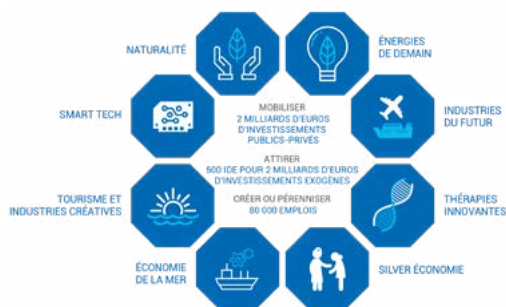 NATURALITÉ
ÉNERGIES
DE DEMAIN
SMART TECH
MOBILISER
2 MILLIARDS D'EUROS
D'INVESTISSEMENTS
PUBLICS-PRIVÉS
INDUSTRIES
DU FUTUR
ATTIRER
500 IDE POUR 2 MILLIARDS D'EUROS
D'INVESTISSEMENTS EXOGÈNES
TOURISME ET
INDUSTRIES CRÉATIVES
CRÉER OU PÉRENNISER
80 000 EMPLOIS
THÉRAPIES
INNOVANTES
ÉCONOMIE
DE LA MER
SILVER ÉCONOMIE